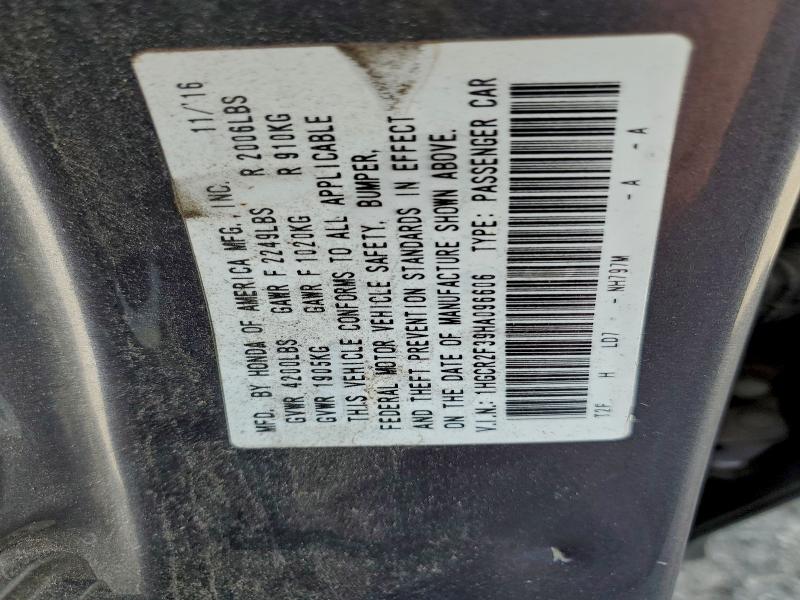 MFD. BY HONDA OF AMERICA MFG., INC. 11/'16
GVWR 4200LBS GAWR F 2249LBS R 2006LBS
GVWR 1905KG GAWR F 1020KG R 910KG
THIS VEHICLE CONFORMS TO ALL APPLICABLE
FEDERAL MOTOR VEHICLE SAFETY, BUMPER,
AND THEFT PREVENTION STANDARDS IN EFFECT
ON THE DATE OF MANUFACTURE SHOWN ABOVE.
V.I.N.: 1HGCR2F39HA096606 TYPE: PASSENGER CAR
T2F H LD7 - NH797M - A - A